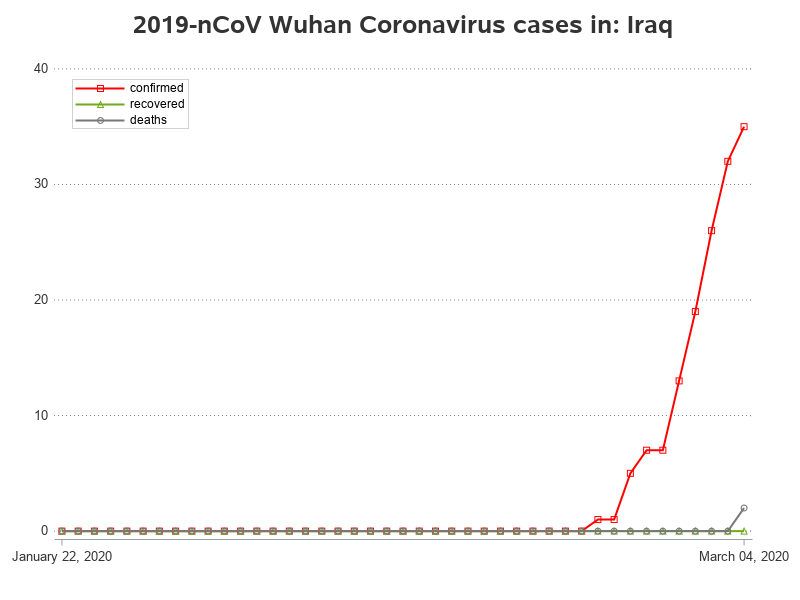 2019-nCoV Wuhan Coronavirus cases in: Iraq
40
confirmed
recovered
deaths
30
20
10
0
January 22, 2020
March 04, 2020